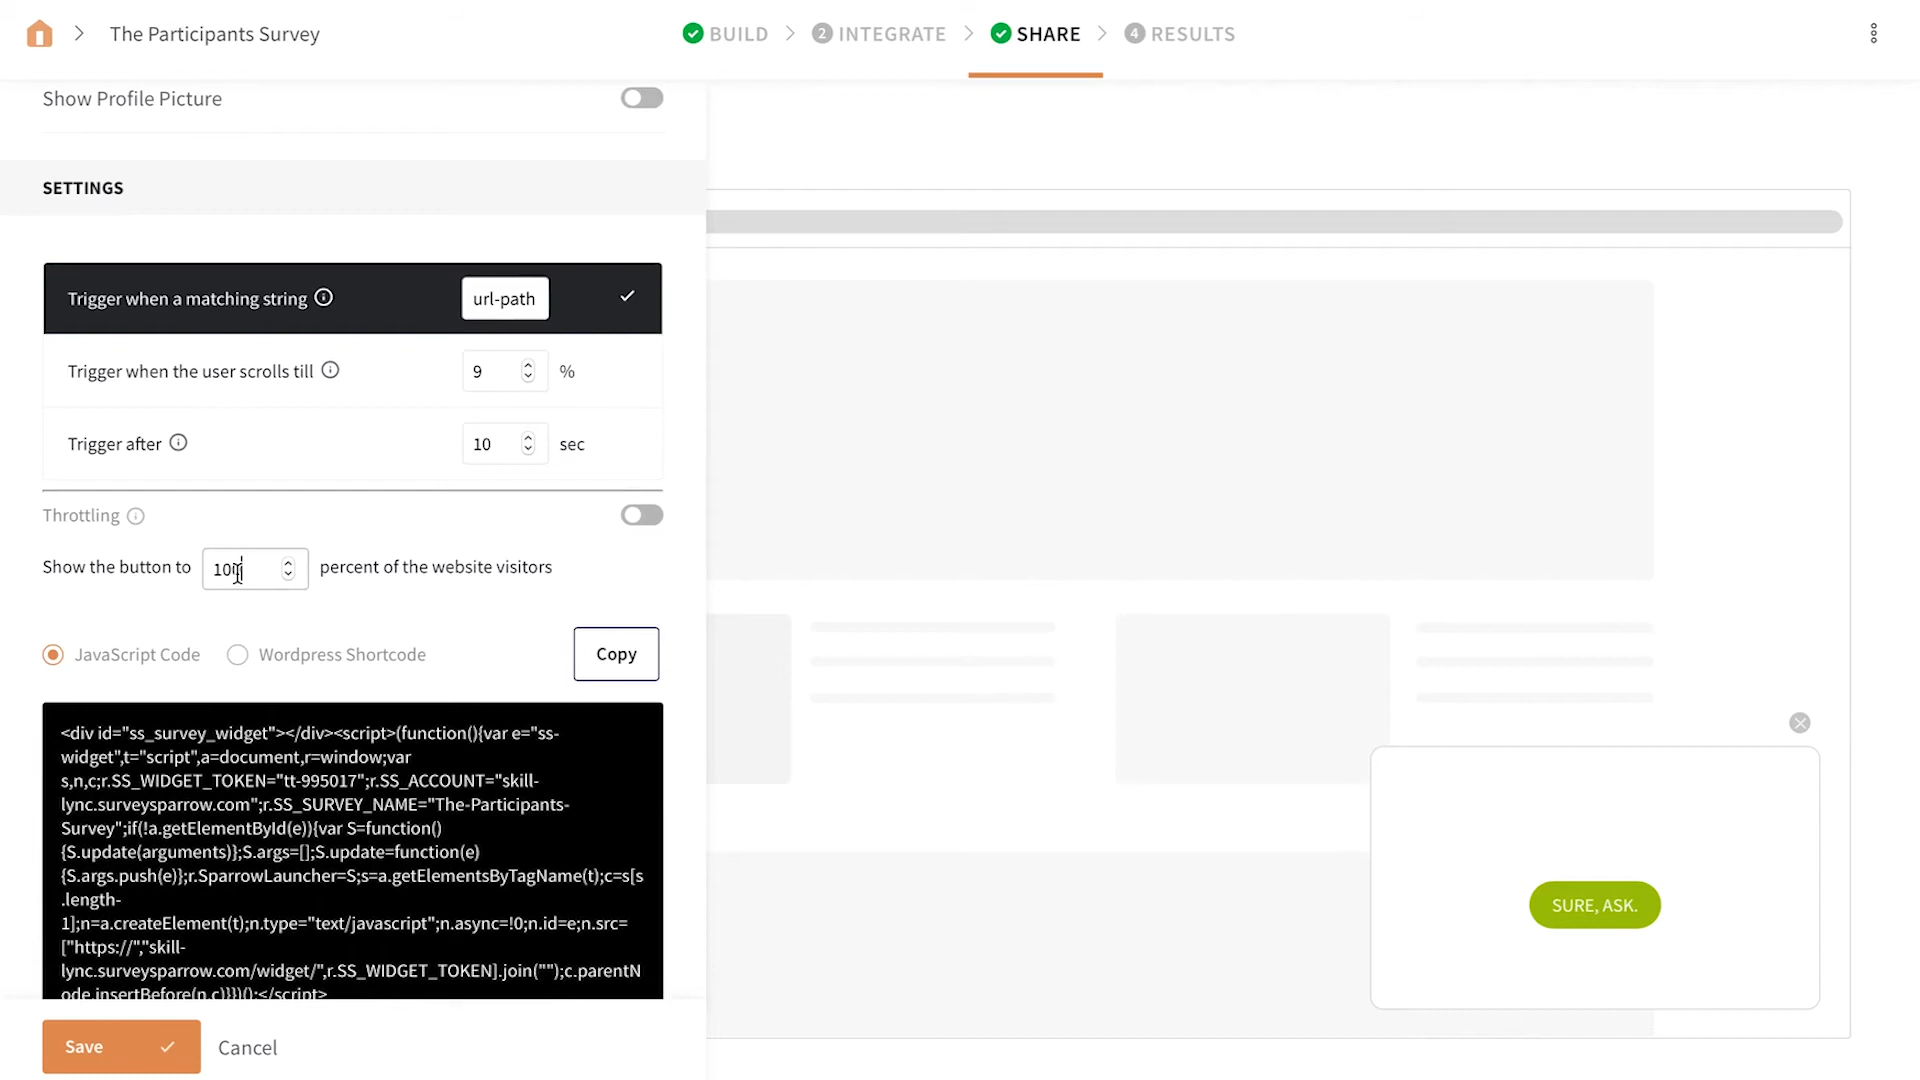 The Participants Survey
BUILD
2 INTEGRATE
SHARE
4 RESULTS
Show Profile Picture
SETTINGS
Trigger when a matching string
url-path
Trigger when the user scrolls till
9 %
Trigger after
10 sec
Throttling
Show the button to
percent of the website visitors
JavaScript Code
Wordpress Shortcode
Copy
<div id="ss_survey_widget"></div><script>(function(){var e="ss-
widget",t="script",a=document,r=window;var
s,n,c;r.SS_WIDGET_TOKEN="tt-995017";r.SS_ACCOUNT="skill-
lync.surveysparrow.com";r.SS_SURVEY_NAME="The-Participants-
Survey";if(!a.getElementById(e)){var S=function()
{S.update(arguments)};S.args=[];S.update=function(e)
{S.args.push(e)};r.SparrowLauncher=S;s=a.getElementsByTagName(t);c=s[s
.length-
1];n=a.createElement(t);n.type="text/javascript";n.async=!0;n.id=e;n.src=
["https://","skill-
lync.surveysparrow.com/widget/",r.SS_WIDGET_TOKEN].join("");c.parentN
ode.insertBefore(n,c)}})();</script>
SURE, ASK.
Save
Cancel